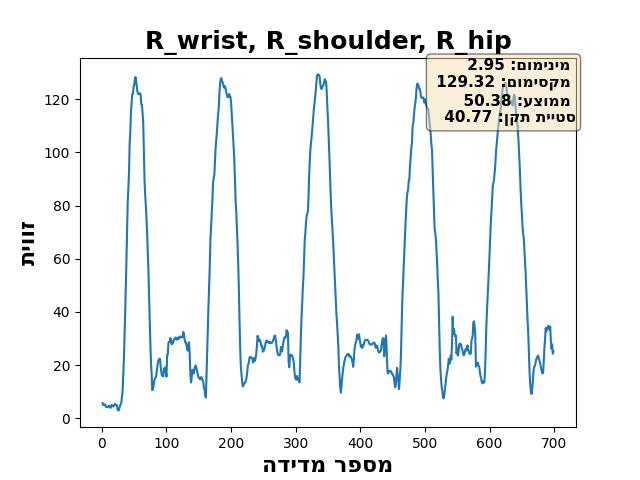 R_wrist, R_shoulder, R_hip
מינימום: 2.95
מקסימום: 129.32
ממוצע: 50.38
סטיית תקן: 40.77
120
100
80
60
40
20
0
זווית
0 100 200 300 400 500 600 700
מספר מדידה